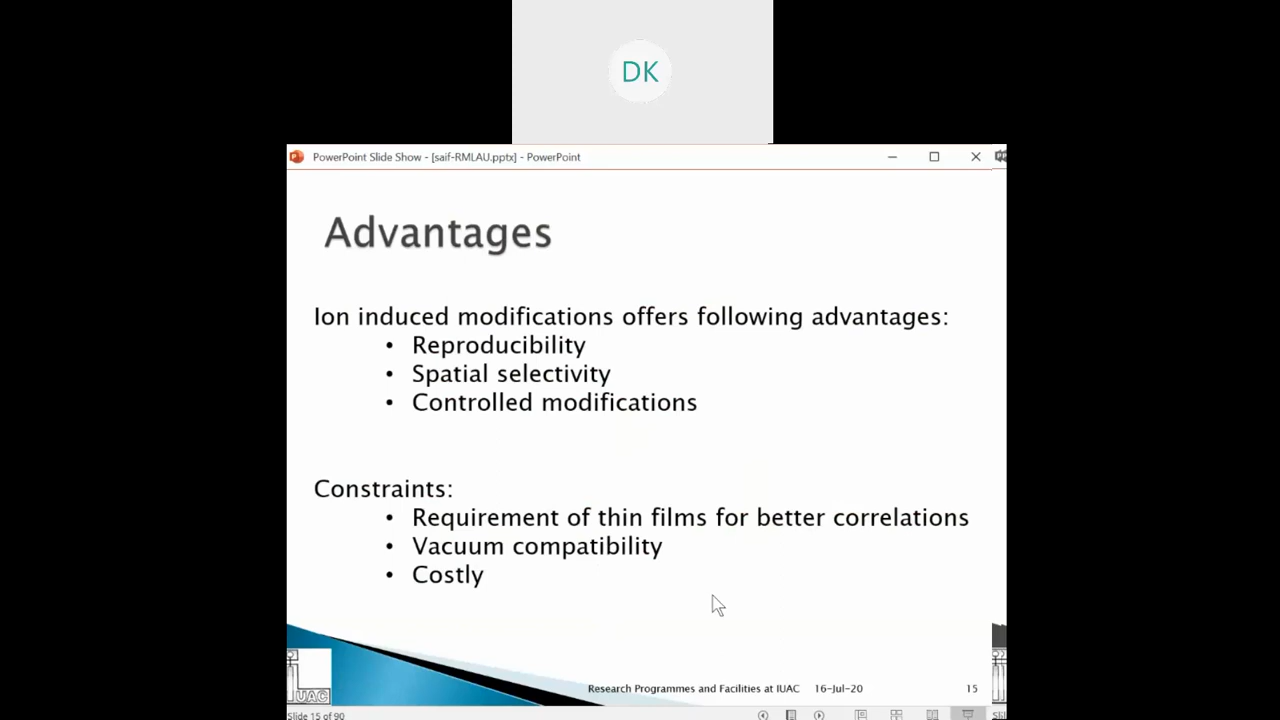 DK
PowerPoint Slide Show - [saif-RMLAU.pptx] - PowerPoint
Advantages
Ion induced modifications offers following advantages:
• Reproducibility
• Spatial selectivity
• Controlled modifications
Constraints:
• Requirement of thin films for better correlations
• Vacuum compatibility
• Costly
IUAC
Research Programmes and Facilities at IUAC 16-Jul-20 15
Slide 15 of 90
Sli